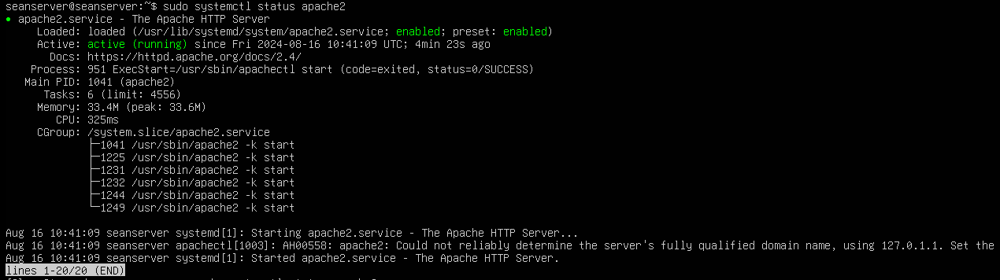 seanserver@seanserver:~$ sudo systemctl status apache2
● apache2.service - The Apache HTTP Server
     Loaded: loaded (/usr/lib/systemd/system/apache2.service; enabled; preset: enabled)
     Active: active (running) since Fri 2024-08-16 10:41:09 UTC; 4min 23s ago
       Docs: https://httpd.apache.org/docs/2.4/
    Process: 951 ExecStart=/usr/sbin/apachectl start (code=exited, status=0/SUCCESS)
   Main PID: 1041 (apache2)
      Tasks: 6 (limit: 4556)
     Memory: 33.4M (peak: 33.6M)
        CPU: 325ms
     CGroup: /system.slice/apache2.service
             ├─1041 /usr/sbin/apache2 -k start
             ├─1225 /usr/sbin/apache2 -k start
             ├─1231 /usr/sbin/apache2 -k start
             ├─1232 /usr/sbin/apache2 -k start
             ├─1244 /usr/sbin/apache2 -k start
             └─1249 /usr/sbin/apache2 -k start
Aug 16 10:41:09 seanserver systemd[1]: Starting apache2.service - The Apache HTTP Server...
Aug 16 10:41:09 seanserver apachectl[1003]: AH00558: apache2: Could not reliably determine the server's fully qualified domain name, using 127.0.1.1. Set the
Aug 16 10:41:09 seanserver systemd[1]: Started apache2.service - The Apache HTTP Server.
lines 1-20/20 (END)